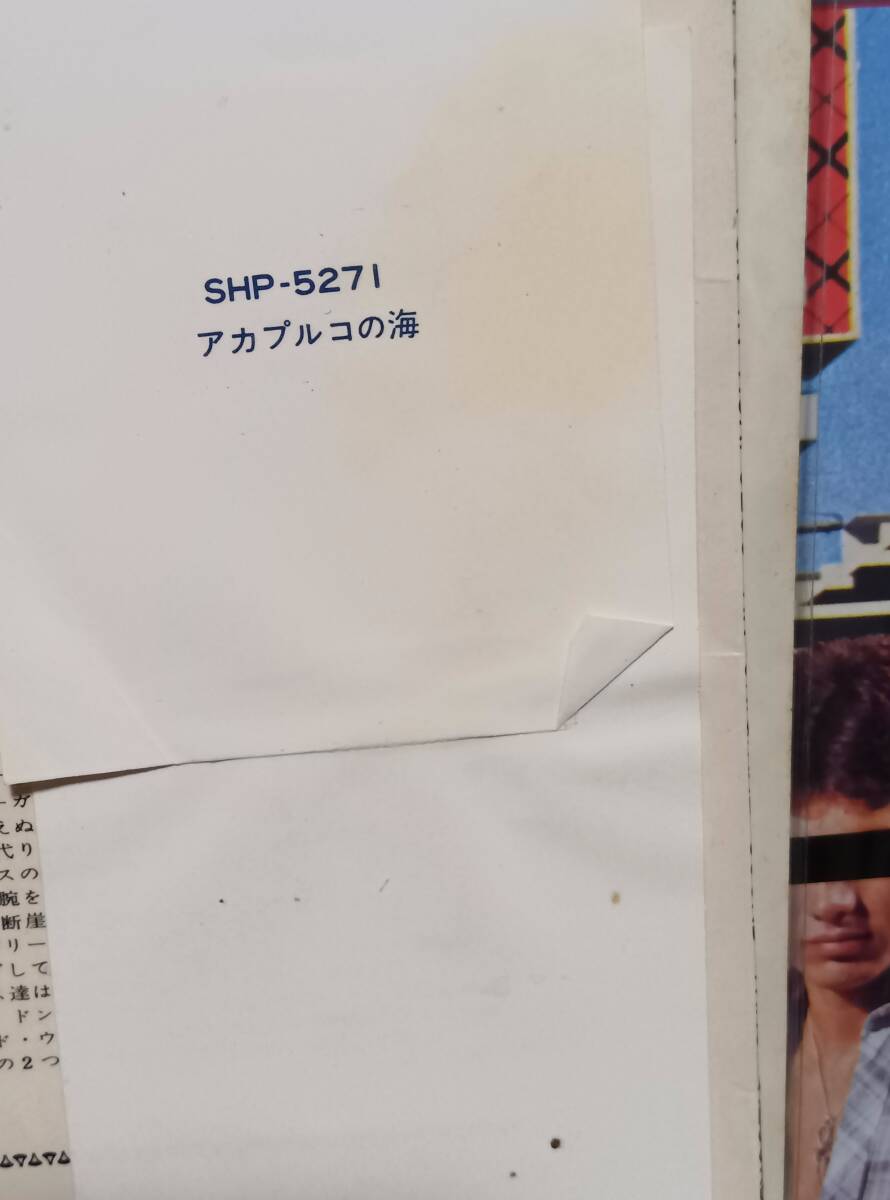 SHP-5271
アカプルコの海
ーガ
えぬ
代り
スの
腕を
断崖
リー
して
達は
ドン
ド・ウ
の2つ